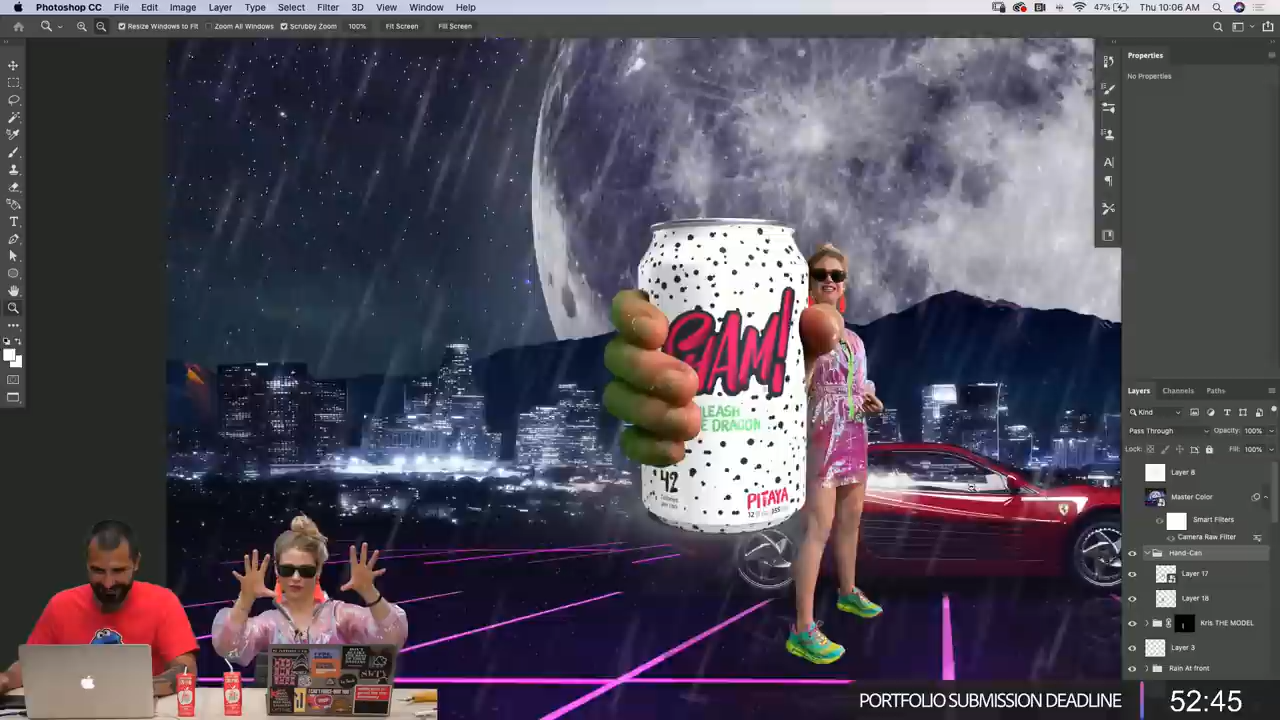 Photoshop CC File Edit Image Layer Type Select Filter 3D View Window Help
47% Thu 10:06 AM
Resize Windows to Fit Zoom All Windows Scrubby Zoom 100% Fit Screen Fill Screen
Properties
No Properties
GHAM!
LEASH
E DRAGON
42
PITAYA
12
355
Layers Channels Paths
Kind
Pass Through Opacity: 100%
Lock: Fill: 100%
Layer 8
Master Color
Smart Filters
Camera Raw Filter
Hand-Can
Layer 17
Layer 18
Kris THE MODEL
Layer 3
Rain At front
PORTFOLIO SUBMISSION DEADLINE 52:45